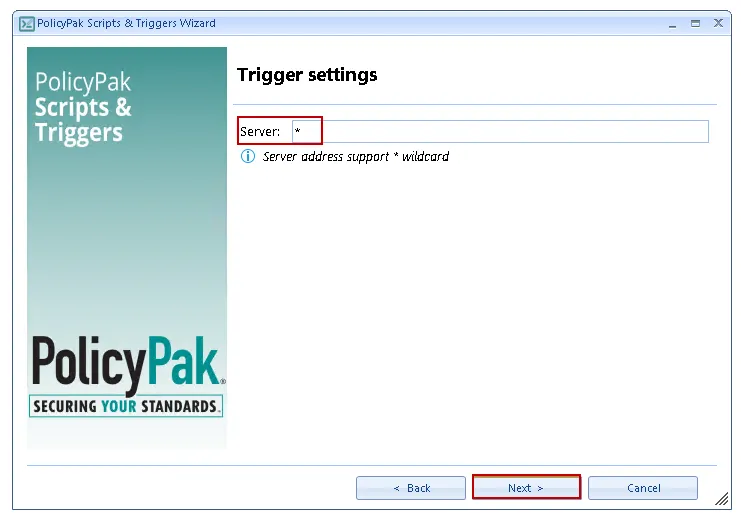 PolicyPak Scripts & Triggers Wizard
PolicyPak
Scripts &
Triggers
Trigger settings
Server: *
Server address support * wildcard
PolicyPak®
SECURING YOUR STANDARDS™
< Back
Next >
Cancel